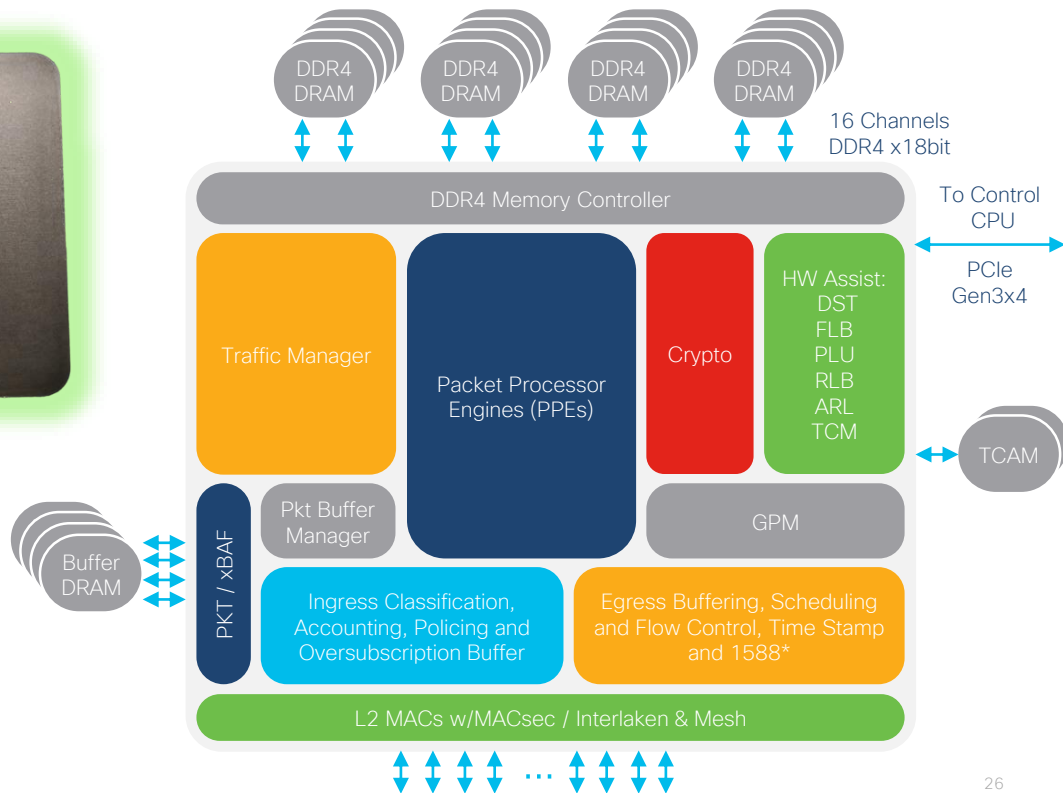 DDR4
DRAM
DDR4
DRAM
DDR4
DRAM
DDR4
DRAM
16 Channels
DDR4 x18bit
DDR4 Memory Controller
To Control
CPU
PCIe
Gen3x4
Traffic Manager
Packet Processor
Engines (PPEs)
Crypto
HW Assist:
DST
FLB
PLU
RLB
ARL
TCM
TCAM
Buffer
DRAM
PKT / xBAF
Pkt Buffer
Manager
GPM
Ingress Classification,
Accounting, Policing and
Oversubscription Buffer
Egress Buffering, Scheduling
and Flow Control, Time Stamp
and 1588*
L2 MACs w/MACsec / Interlaken & Mesh
...
26